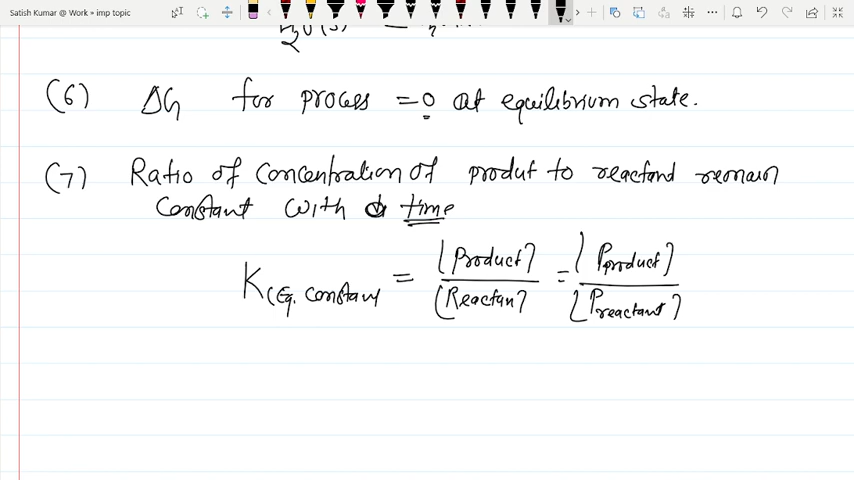 Satish Kumar @ Work » imp topic
(6) ΔG for process = 0 at equilibrium state.
(7) Ratio of concentration of produt to reactant remain
constant with time
K(Eq. constant = [Product] / [Reactan] = [Pproduct] / [Preactant]